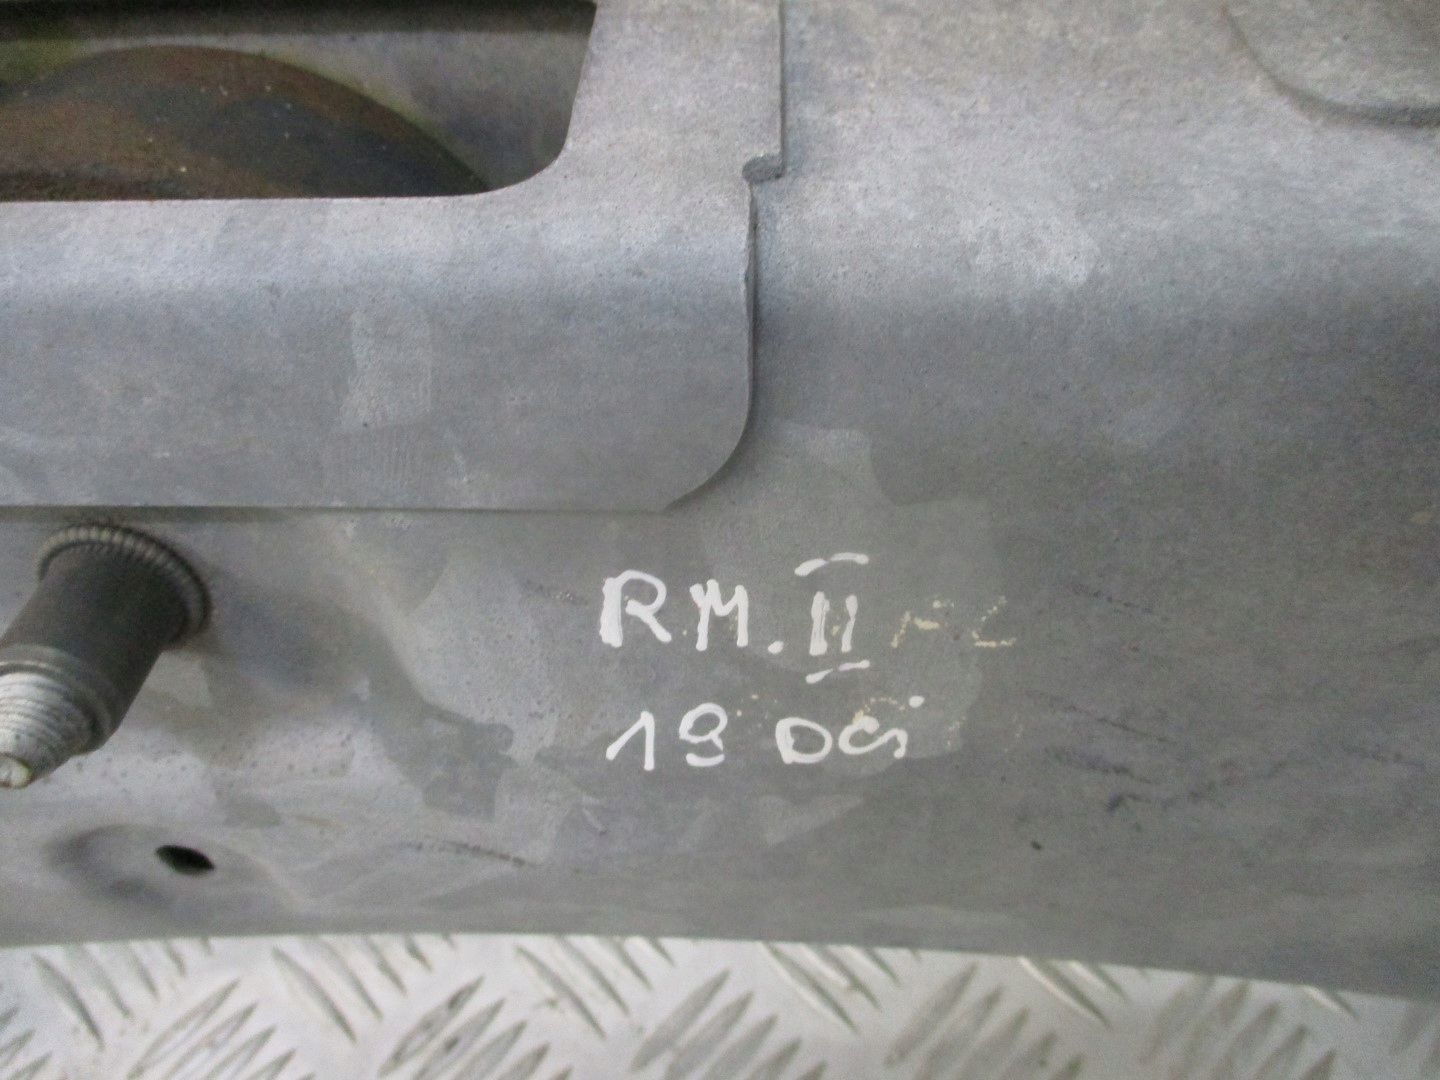 RM. II FL
19 DCi